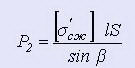 P₂ = [σ'сж] lS / sin β